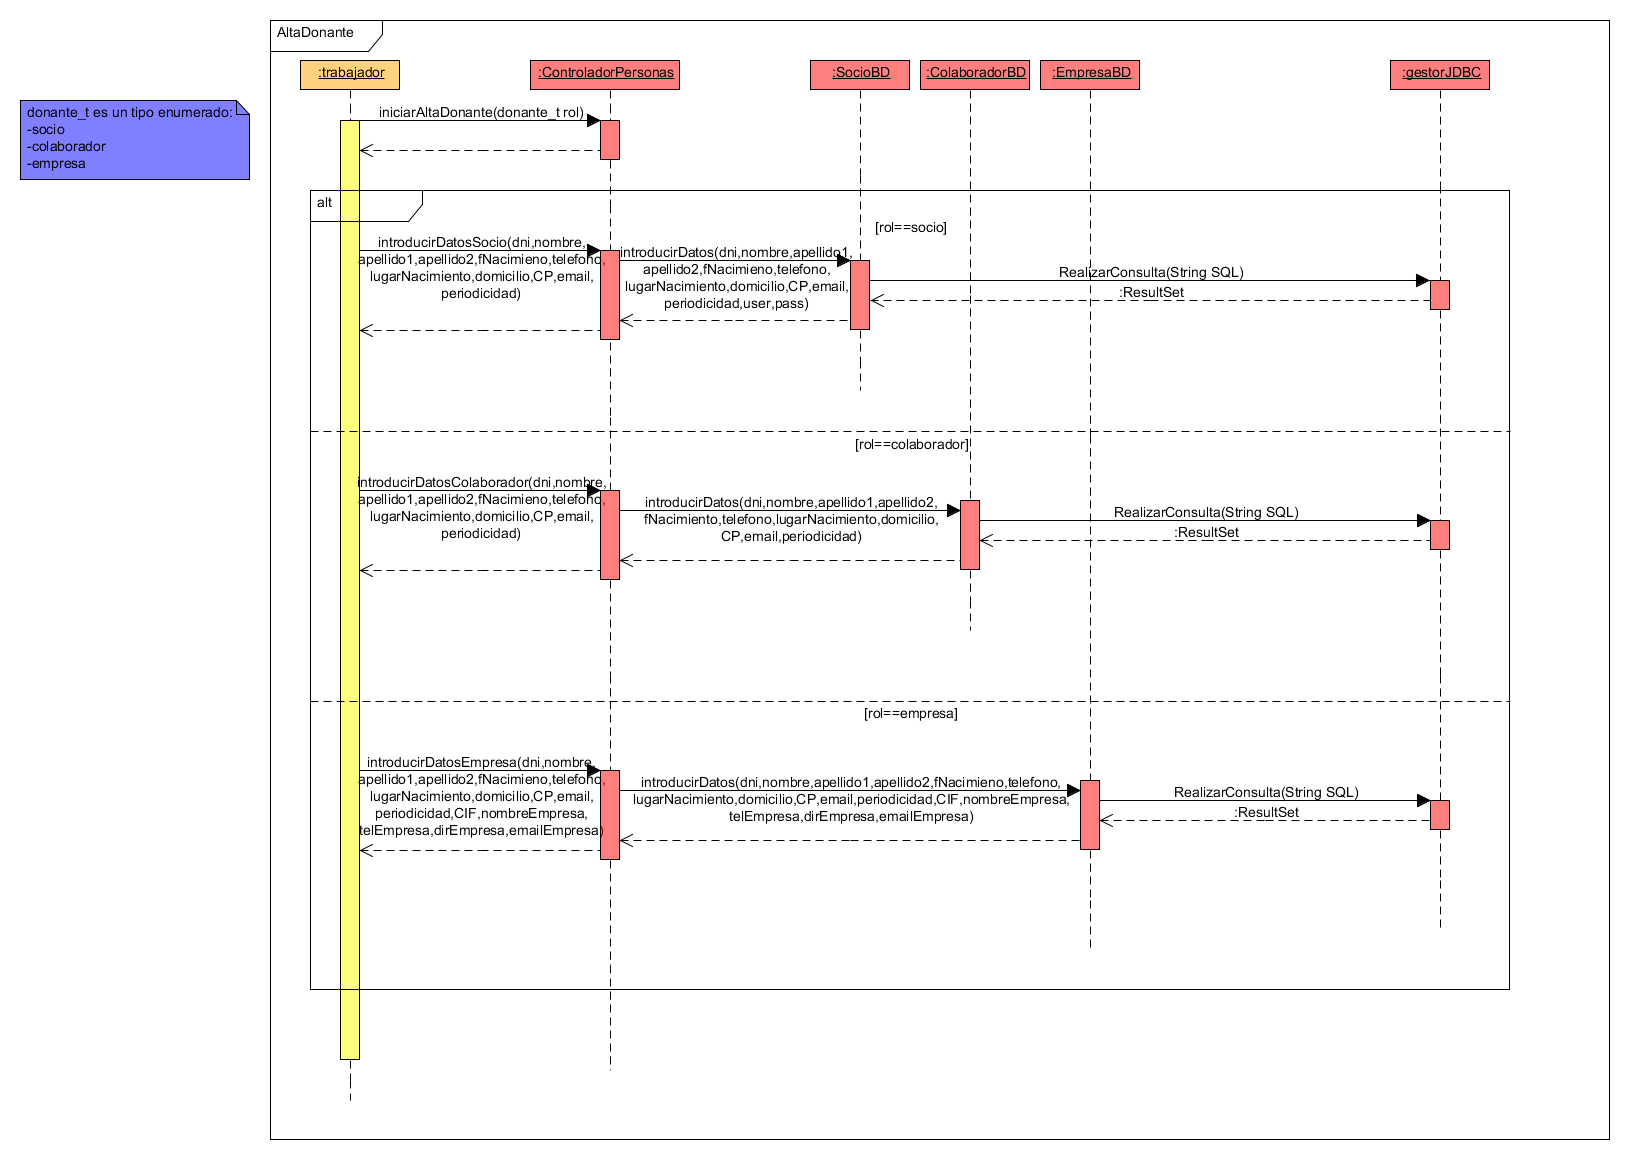 AltaDonante
:trabajador
:ControladorPersonas
:SocioBD
:ColaboradorBD
:EmpresaBD
:gestorJDBC
donante_t es un tipo enumerado:
-socio
-colaborador
-empresa
iniciarAltaDonante(donante_t rol)
alt
[rol==socio]
introducirDatosSocio(dni,nombre,
apellido1,apellido2,fNacimieno,telefono,
lugarNacimiento,domicilio,CP,email,
periodicidad)
introducirDatos(dni,nombre,apellido1,
apellido2,fNacimieno,telefono,
lugarNacimiento,domicilio,CP,email,
periodicidad,user,pass)
RealizarConsulta(String SQL)
:ResultSet
[rol==colaborador]
introducirDatosColaborador(dni,nombre,
apellido1,apellido2,fNacimieno,telefono,
lugarNacimiento,domicilio,CP,email,
periodicidad)
introducirDatos(dni,nombre,apellido1,apellido2,
fNacimiento,telefono,lugarNacimiento,domicilio,
CP,email,periodicidad)
RealizarConsulta(String SQL)
:ResultSet
[rol==empresa]
introducirDatosEmpresa(dni,nombre,
apellido1,apellido2,fNacimieno,telefono,
lugarNacimiento,domicilio,CP,email,
periodicidad,CIF,nombreEmpresa,
telEmpresa,dirEmpresa,emailEmpresa)
introducirDatos(dni,nombre,apellido1,apellido2,fNacimieno,telefono,
lugarNacimiento,domicilio,CP,email,periodicidad,CIF,nombreEmpresa,
telEmpresa,dirEmpresa,emailEmpresa)
RealizarConsulta(String SQL)
:ResultSet